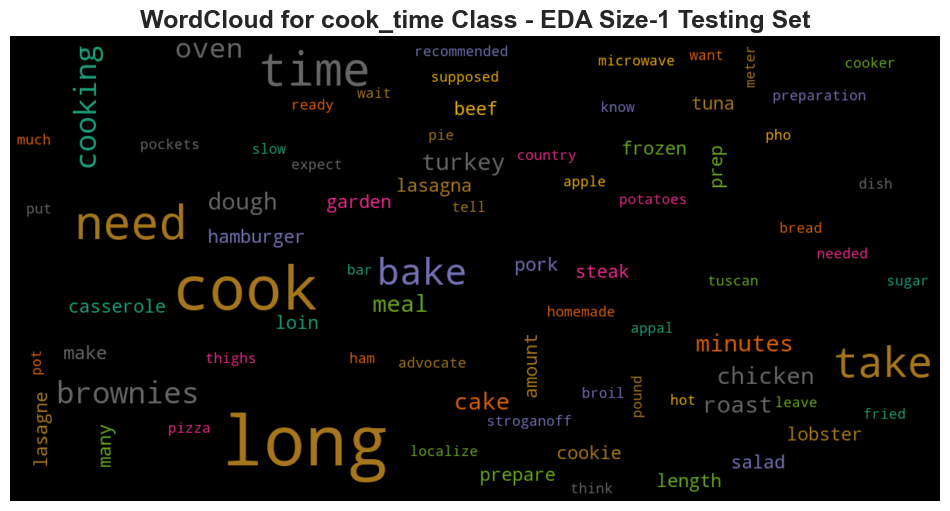 WordCloud for cook_time Class - EDA Size-1 Testing Set
cooking
oven
time
recommended
supposed
microwave
want
meter
cooker
ready
wait
beef
know
tuna
preparation
much
pockets
slow
expect
pie
turkey
country
frozen
prep
pho
put
dough
garden
lasagna
tell
apple
potatoes
dish
need
hamburger
bread
needed
cook
bar
bake
pork
steak
tuscan
sugar
casserole
loin
meal
homemade
appal
pot
make
thighs
ham
advocate
amount
minutes
take
brownies
cake
broil
pound
hot
chicken
roast
leave
fried
lasagne
many
pizza
long
stroganoff
lobster
localize
prepare
cookie
think
length
salad